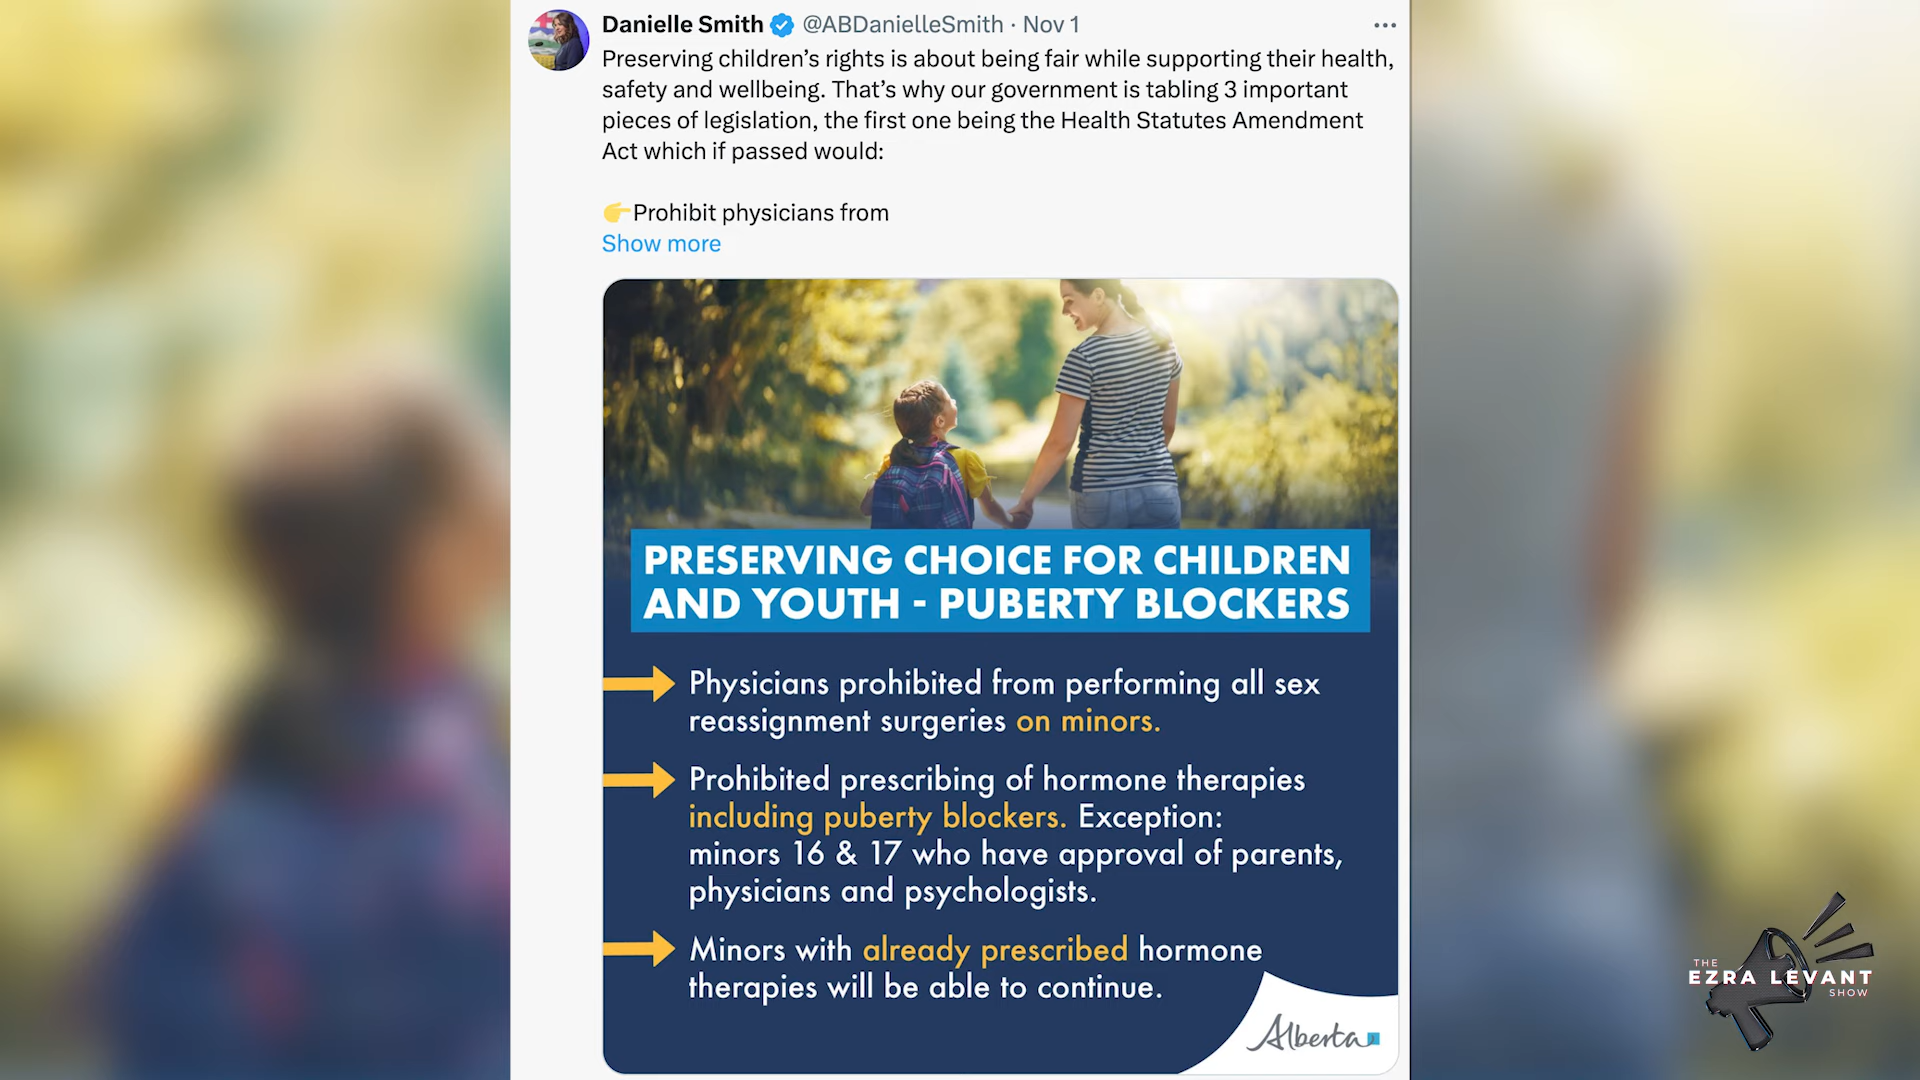 Danielle Smith @ABDanielleSmith · Nov 1
Preserving children’s rights is about being fair while supporting their health,
safety and wellbeing. That’s why our government is tabling 3 important
pieces of legislation, the first one being the Health Statutes Amendment
Act which if passed would:
👉Prohibit physicians from
Show more
PRESERVING CHOICE FOR CHILDREN
AND YOUTH - PUBERTY BLOCKERS
Physicians prohibited from performing all sex
reassignment surgeries on minors.
Prohibited prescribing of hormone therapies
including puberty blockers. Exception:
minors 16 & 17 who have approval of parents,
physicians and psychologists.
Minors with already prescribed hormone
therapies will be able to continue.
Alberta
THE
EZRA LEVANT
SHOW